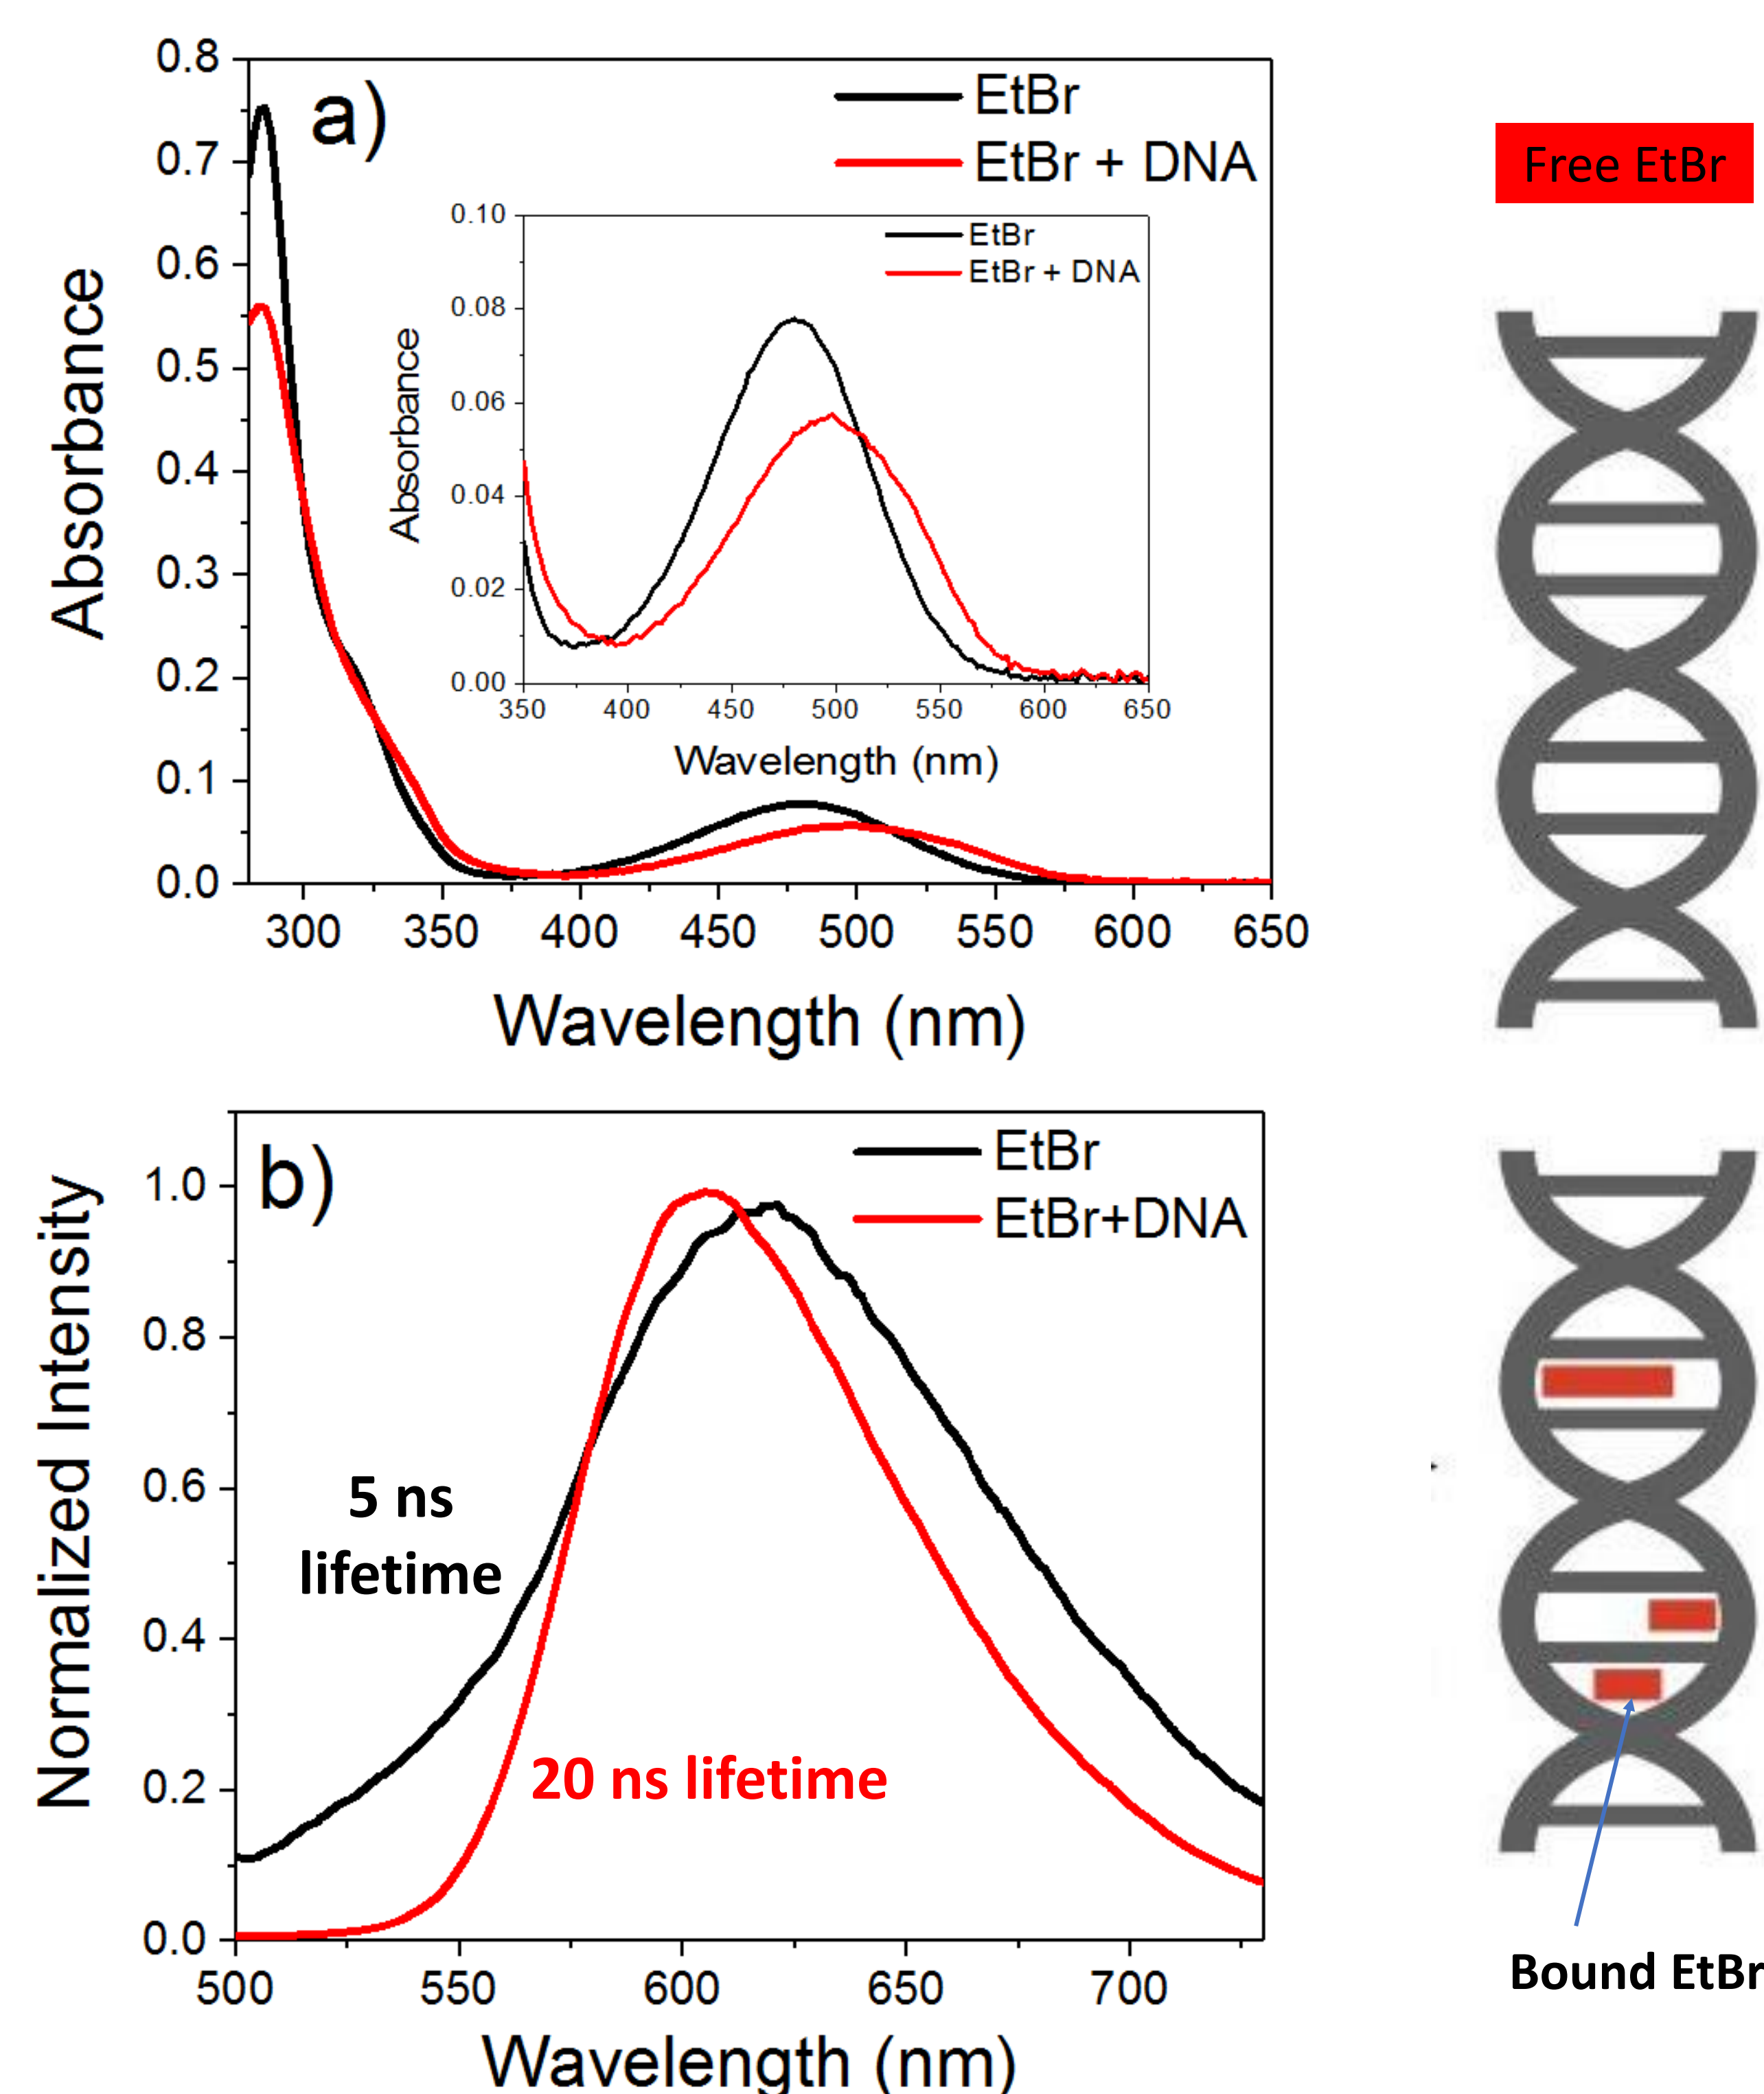 a)
EtBr
EtBr + DNA
Absorbance
0.8
0.7
0.6
0.5
0.4
0.3
0.2
0.1
0.0
300 350 400 450 500 550 600 650
Wavelength (nm)
EtBr
EtBr + DNA
Absorbance
0.10
0.08
0.06
0.04
0.02
0.00
350 400 450 500 550 600 650
Wavelength (nm)
Free EtBr
b)
EtBr
EtBr+DNA
Normalized Intensity
1.0
0.8
0.6
0.4
0.2
0.0
5 ns
lifetime
20 ns lifetime
500 550 600 650 700
Wavelength (nm)
Bound EtBr